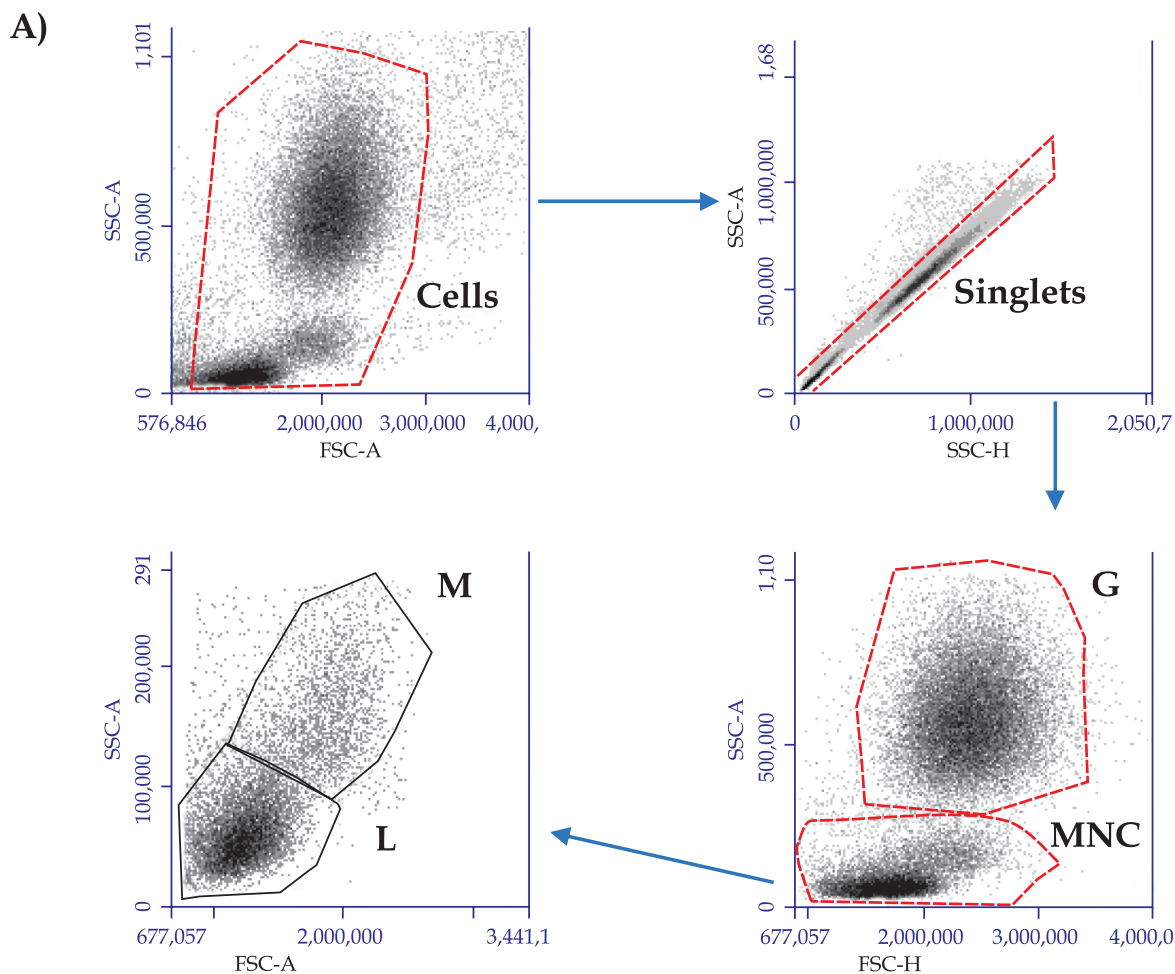 A)
1,101
500,000
0
SSC-A
Cells
576,846
2,000,000
3,000,000
4,000,
FSC-A
1,68
1,000,000
500,000
0
SSC-A
Singlets
0
1,000,000
2,050,7
SSC-H
291
200,000
100,000
0
SSC-A
M
L
677,057
2,000,000
3,441,1
FSC-A
1,10
500,000
0
SSC-A
G
MNC
677,057
2,000,000
3,000,000
4,000,0
FSC-H